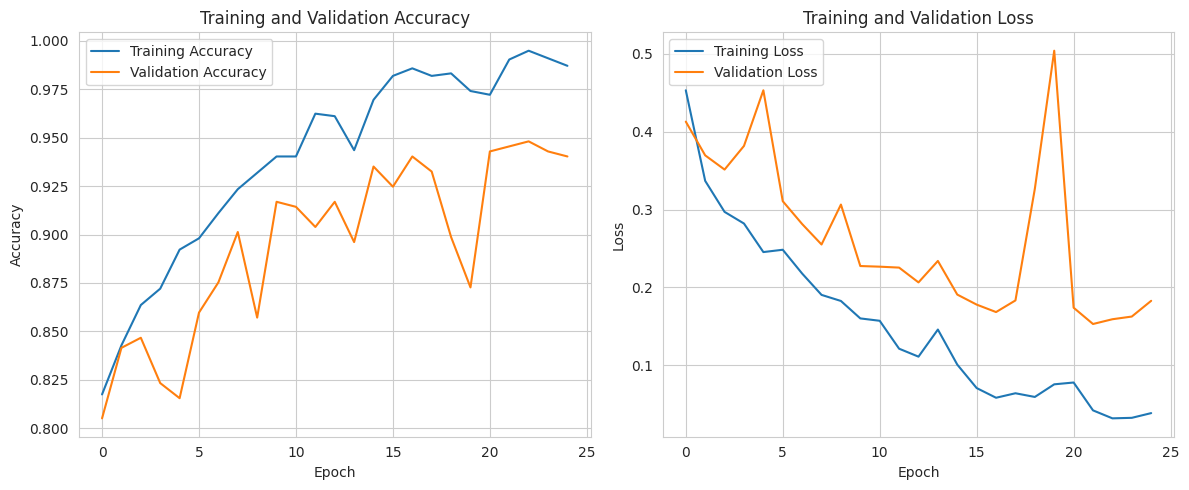 Training and Validation Accuracy
1.000
0.975
0.950
0.925
0.900
0.875
0.850
0.825
0.800
Accuracy
Training Accuracy
Validation Accuracy
0
5
10
15
20
25
Epoch
Training and Validation Loss
0.5
0.4
0.3
0.2
0.1
Loss
Training Loss
Validation Loss
0
5
10
15
20
25
Epoch